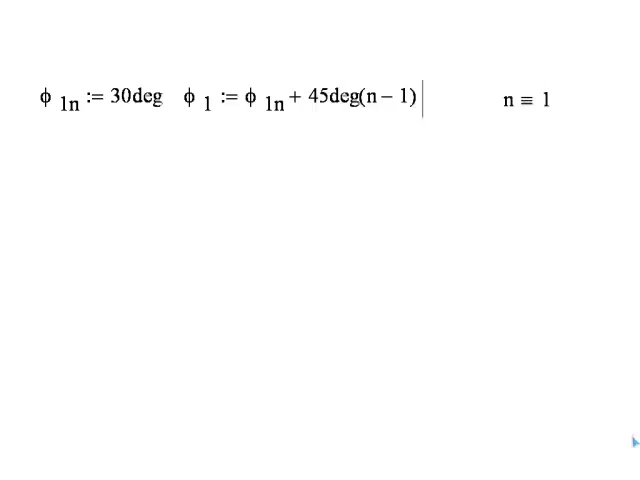 ϕ 1n := 30deg ϕ 1 := ϕ 1n + 45deg(n − 1) n ≡ 1